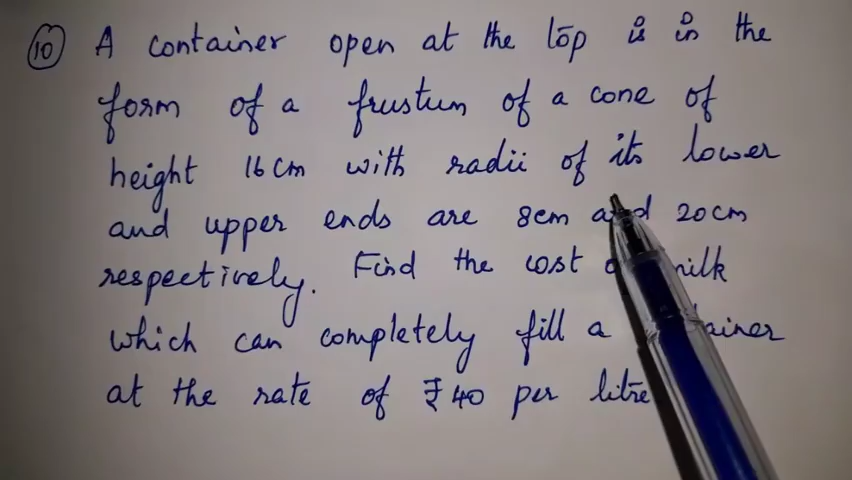 10 A container open at the top is in the
form of a frustum of a cone of
height 16 cm with radii of its lower
and upper ends are 8cm and 20cm
respectively. Find the cost milk
which can completely fill a
at the rate of ₹40 per litre